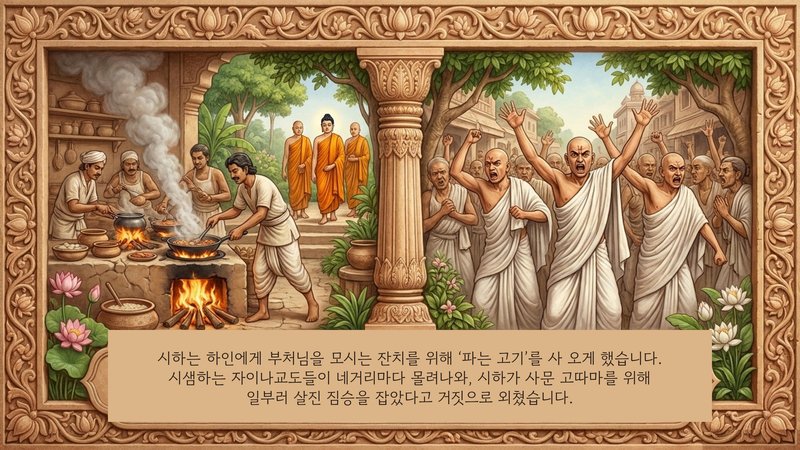 시하는 하인에게 부처님을 모시는 잔치를 위해 ‘파는 고기’를 사 오게 했습니다.
시샘하는 자이나교도들이 네거리마다 몰려나와, 시하가 사문 고따마를 위해
일부러 살진 짐승을 잡았다고 거짓으로 외쳤습니다.